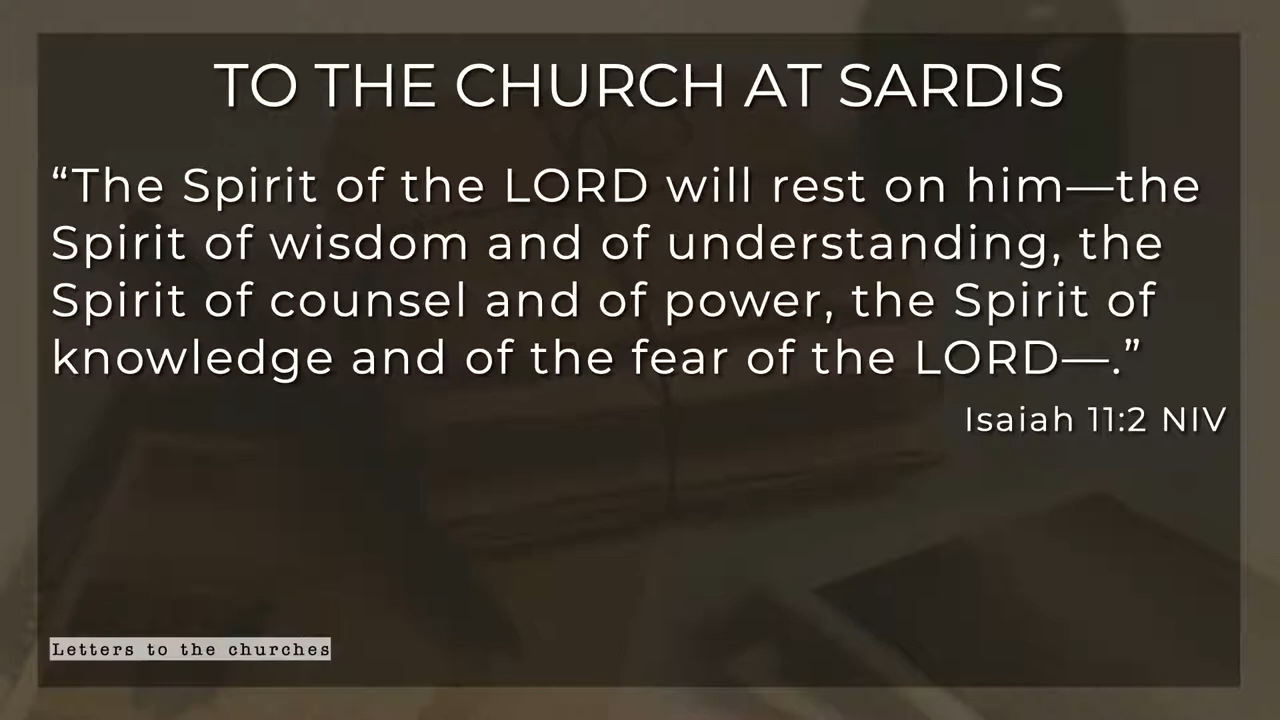 TO THE CHURCH AT SARDIS
“The Spirit of the LORD will rest on him—the
Spirit of wisdom and of understanding, the
Spirit of counsel and of power, the Spirit of
knowledge and of the fear of the LORD—.”
Isaiah 11:2 NIV
Letters to the churches